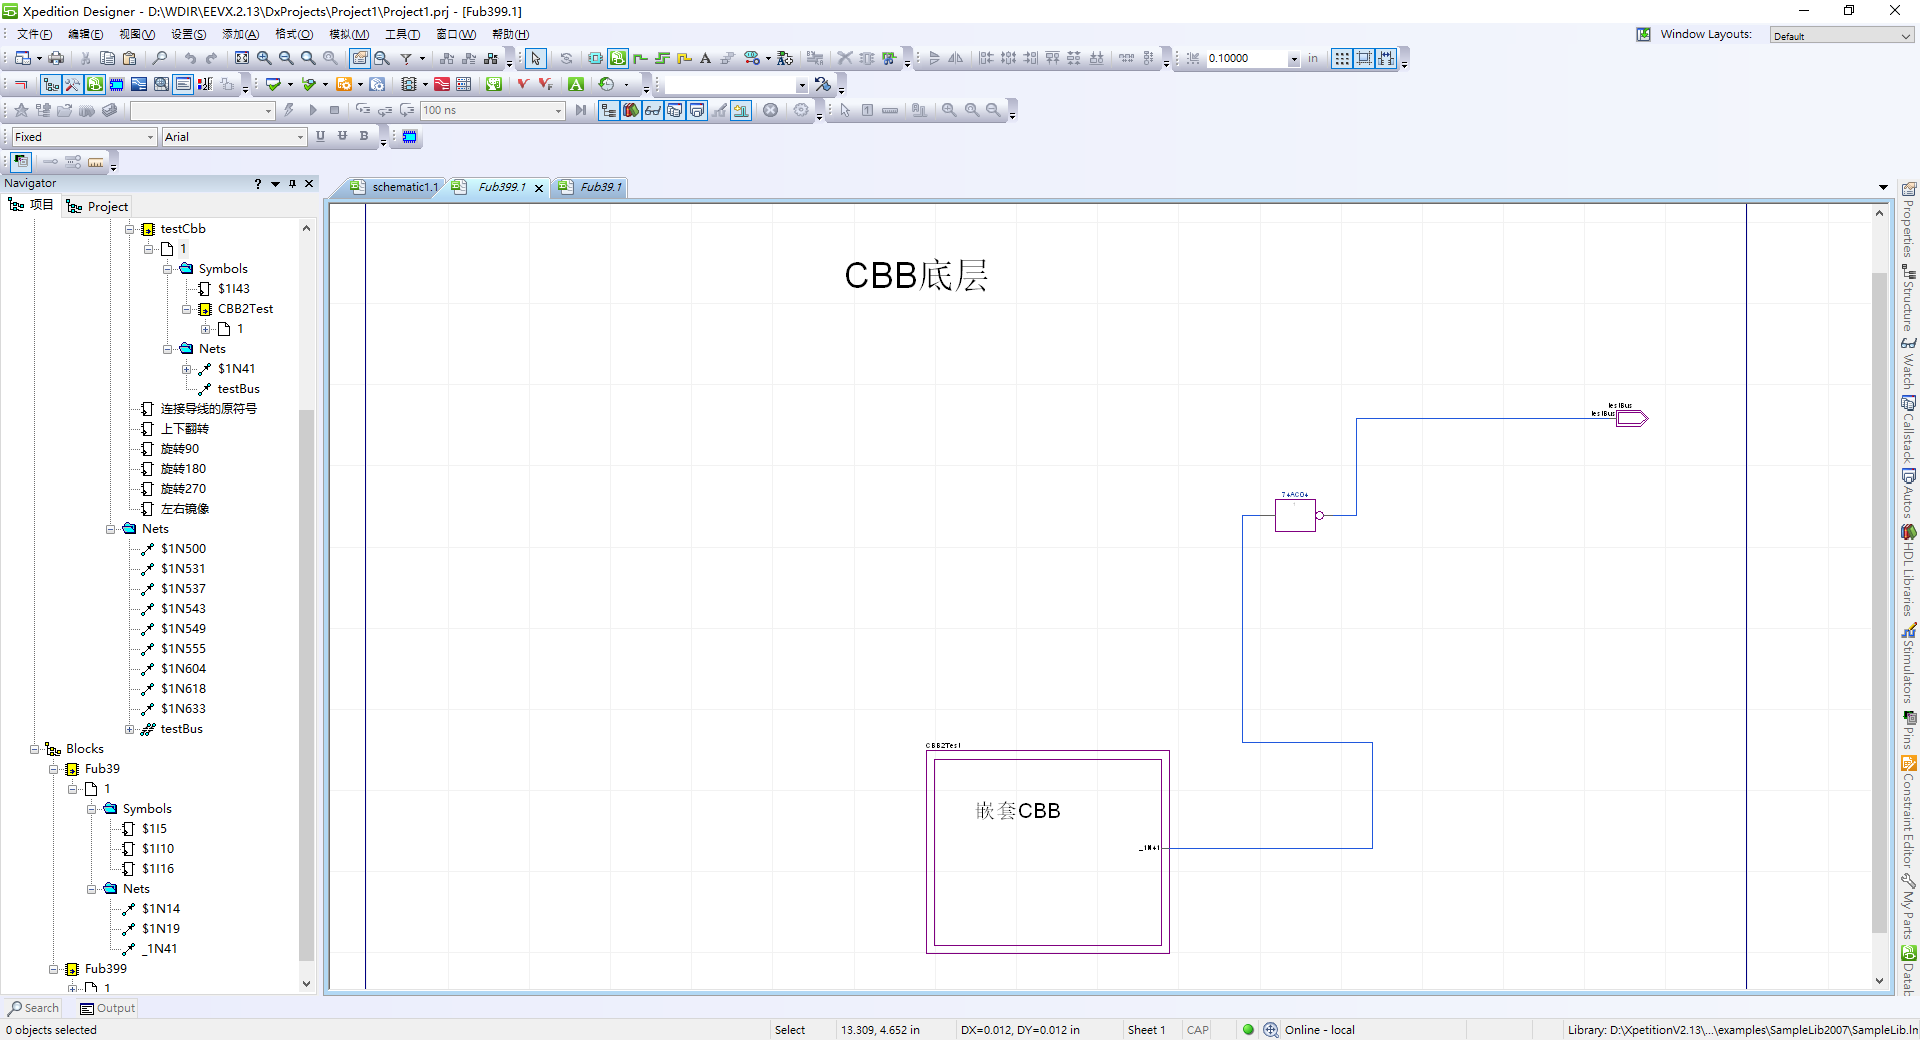 Xpedition Designer - D:\WDIR\EEVX.2.13\DxProjects\Project1\Project1.prj - [Fub399.1]
文件(F) 编辑(E) 视图(V) 设置(S) 添加(A) 格式(O) 模拟(M) 工具(T) 窗口(W) 帮助(H)
Window Layouts: Default
0.10000 in
100 ns
Fixed Arial U U B
Navigator
项目 Project
schematic1.1 Fub399.1 Fub39.1
testCbb
1
Symbols
$1I43
CBB2Test
1
Nets
$1N41
testBus
连接导线的原符号
上下翻转
旋转90
旋转180
旋转270
左右镜像
Nets
$1N500
$1N531
$1N537
$1N543
$1N549
$1N555
$1N604
$1N618
$1N633
testBus
Blocks
Fub39
1
Symbols
$1I5
$1I10
$1I16
Nets
$1N14
$1N19
_1N41
Fub399
1
CBB底层
testBus
testBus
74AC04
CBB2Test
嵌套CBB
_1N41
Properties
Structure
Watch
Callstack
Autos
HDL Libraries
Stimulators
Pins
Constraint Editor
My Parts
Datab
Search Output
0 objects selected
Select
13.309, 4.652 in
DX=0.012, DY=0.012 in
Sheet 1
CAP
Online - local
Library: D:\XpetitionV2.13\...\examples\SampleLib2007\SampleLib.ln